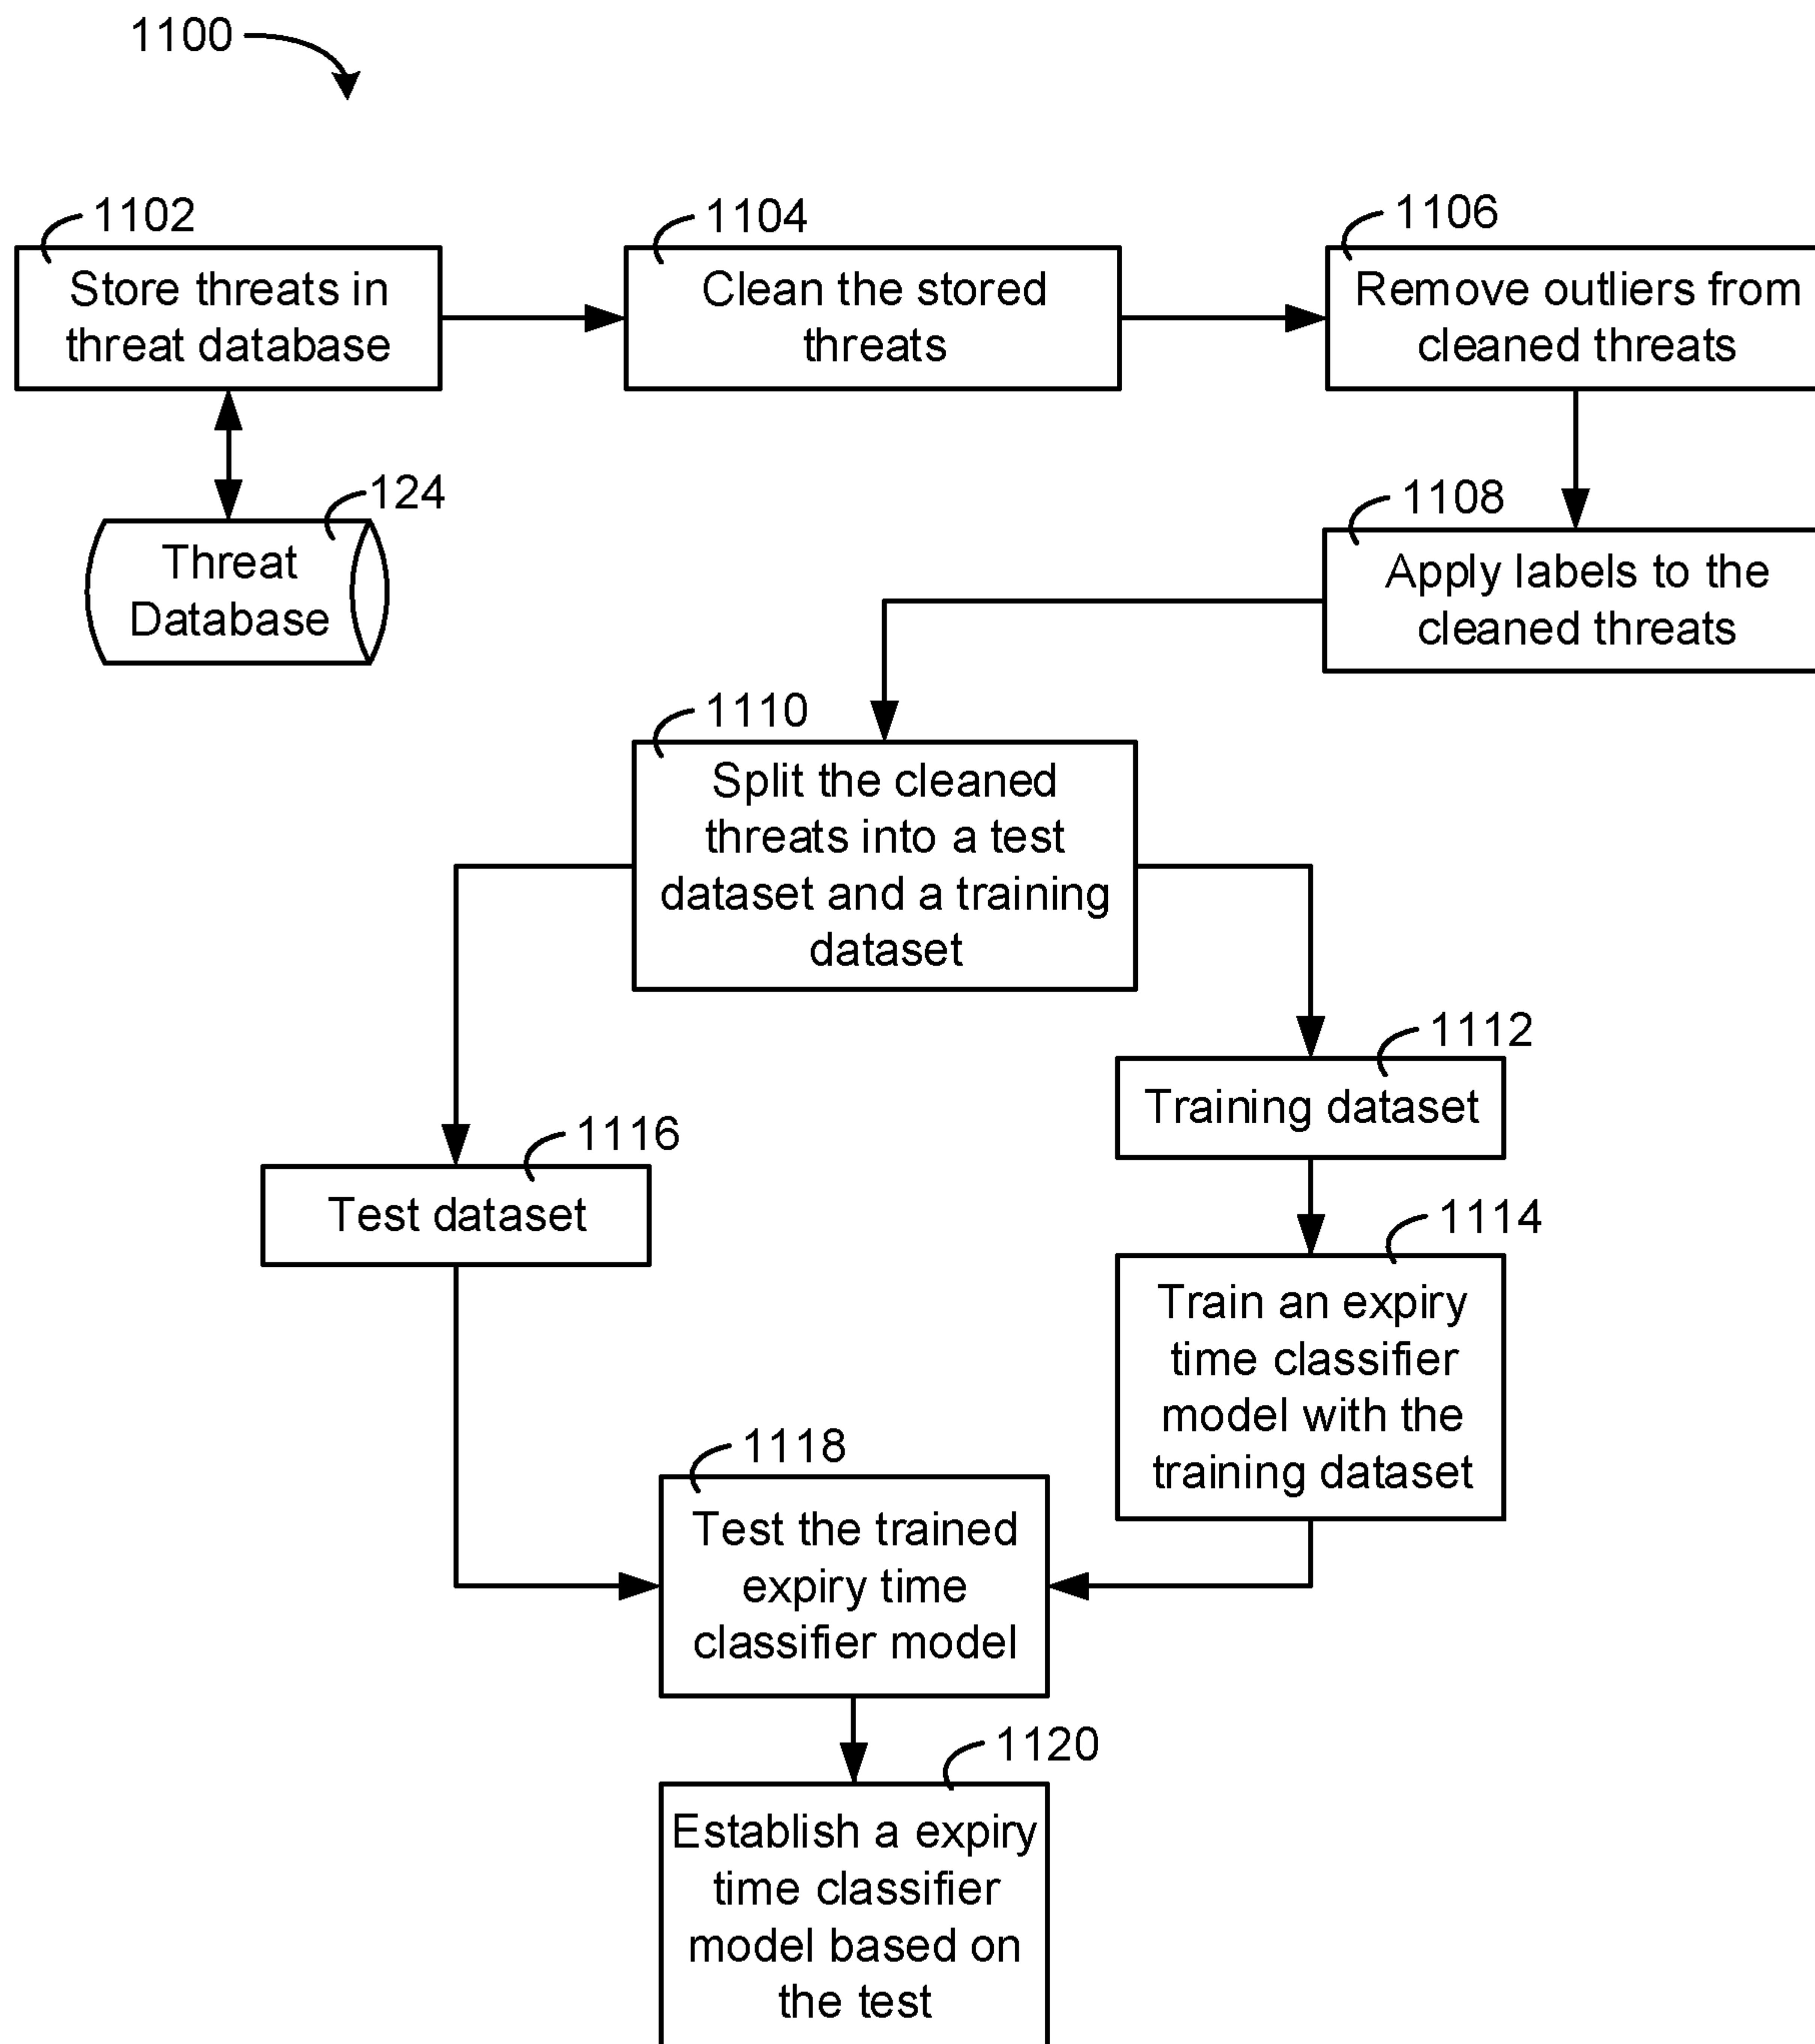 1100
1102
Store threats in
threat database
1104
Clean the stored
threats
1106
Remove outliers from
cleaned threats
124
Threat
Database
1108
Apply labels to the
cleaned threats
1110
Split the cleaned
threats into a test
dataset and a training
dataset
1112
Training dataset
1116
Test dataset
1114
Train an expiry
time classifier
model with the
training dataset
1118
Test the trained
expiry time
classifier model
1120
Establish a expiry
time classifier
model based on
the test